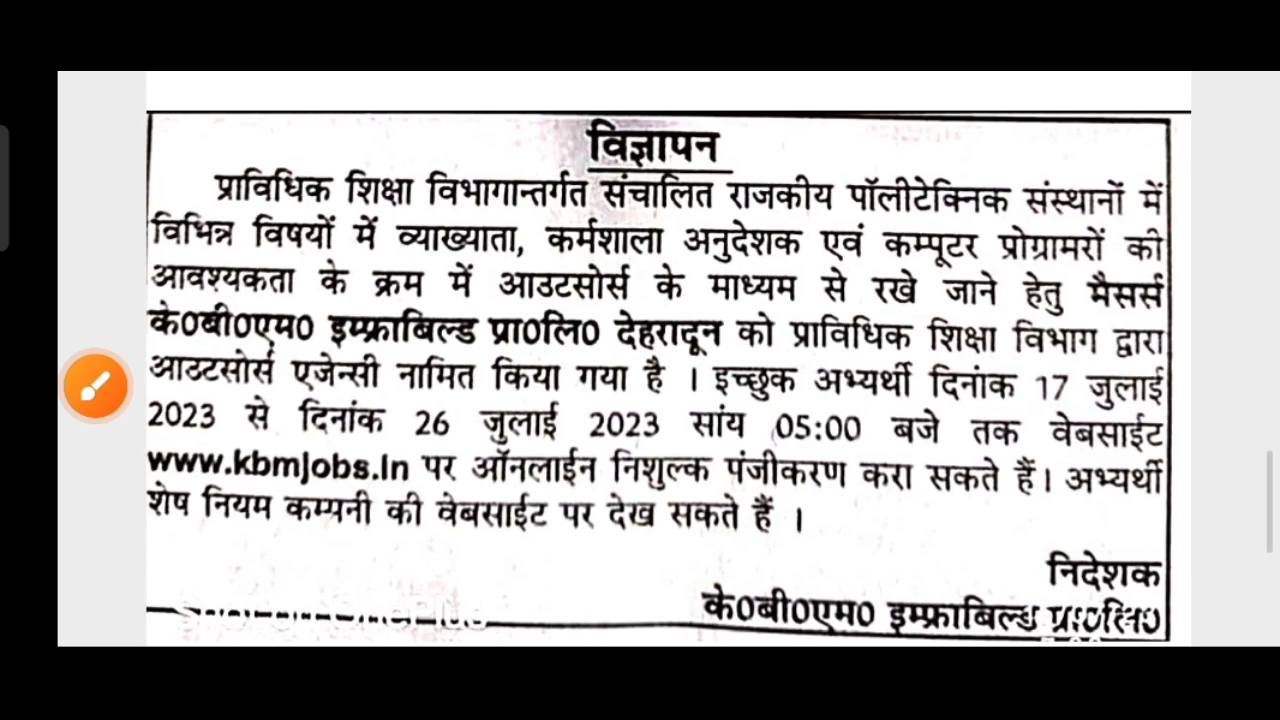 विज्ञापन
प्राविधिक शिक्षा विभागान्तर्गत संचालित राजकीय पॉलीटेक्निक संस्थानों में
विभिन्न विषयों में व्याख्याता, कर्मशाला अनुदेशक एवं कम्पूटर प्रोग्रामरों की
आवश्यकता के क्रम में आउटसोर्स के माध्यम से रखे जाने हेतु मैसर्स
के0बी0एम0 इम्फ्राबिल्ड प्रा0लि0 देहरादून को प्राविधिक शिक्षा विभाग द्वारा
आउटसोर्स एजेन्सी नामित किया गया है । इच्छुक अभ्यर्थी दिनांक 17 जुलाई
2023 से दिनांक 26 जुलाई 2023 सांय 05:00 बजे तक वेबसाईट
www.kbmjobs.in पर ऑनलाईन निशुल्क पंजीकरण करा सकते हैं। अभ्यर्थी
शेष नियम कम्पनी की वेबसाईट पर देख सकते हैं ।
निदेशक
के0बी0एम0 इम्फ्राबिल्ड प्रा0लि0